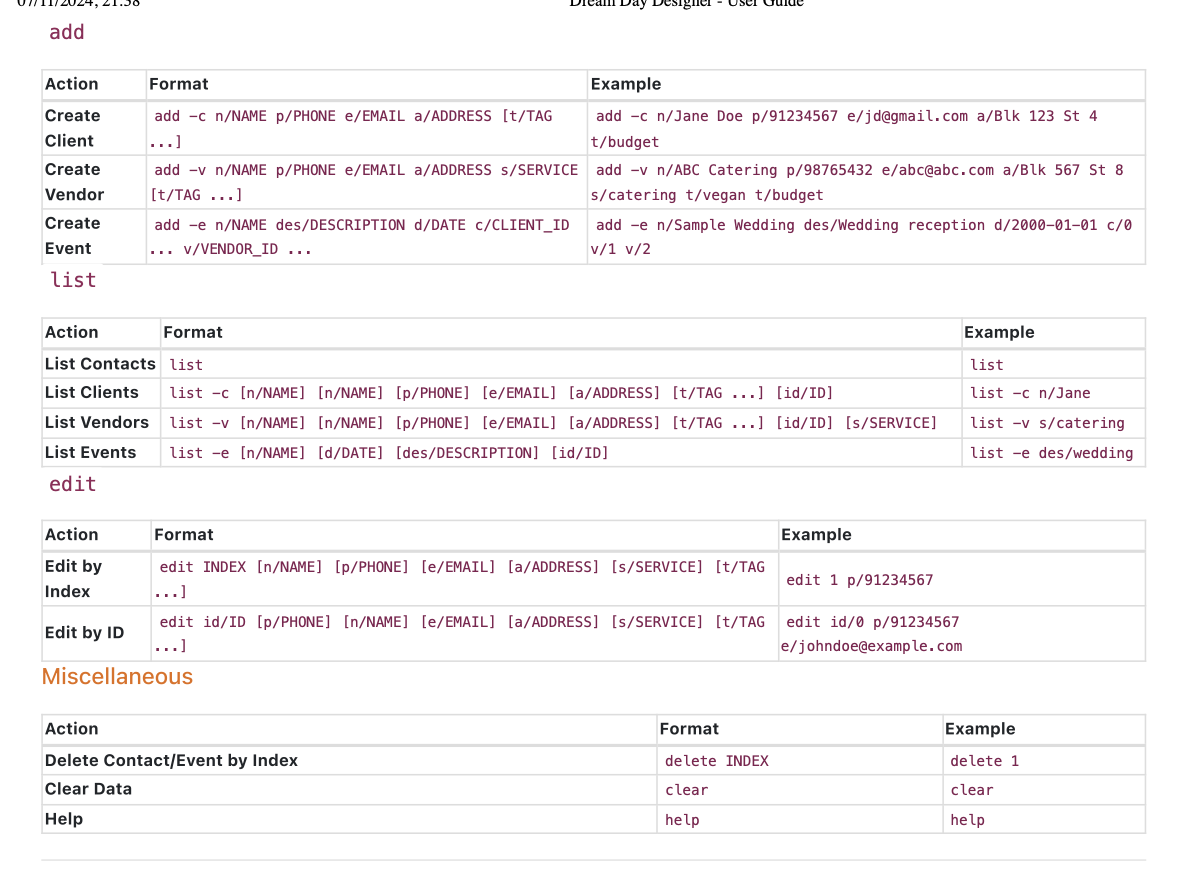 07/11/2024, 21:38 Dream Day Designer - User Guide
add
Action Format Example
Create Client add -c n/NAME p/PHONE e/EMAIL a/ADDRESS [t/TAG ...] add -c n/Jane Doe p/91234567 e/jd@gmail.com a/Blk 123 St 4 t/budget
Create Vendor add -v n/NAME p/PHONE e/EMAIL a/ADDRESS s/SERVICE [t/TAG ...] add -v n/ABC Catering p/98765432 e/abc@abc.com a/Blk 567 St 8 s/catering t/vegan t/budget
Create Event add -e n/NAME des/DESCRIPTION d/DATE c/CLIENT_ID ... v/VENDOR_ID ... add -e n/Sample Wedding des/Wedding reception d/2000-01-01 c/0 v/1 v/2
list
Action Format Example
List Contacts list list
List Clients list -c [n/NAME] [n/NAME] [p/PHONE] [e/EMAIL] [a/ADDRESS] [t/TAG ...] [id/ID] list -c n/Jane
List Vendors list -v [n/NAME] [n/NAME] [p/PHONE] [e/EMAIL] [a/ADDRESS] [t/TAG ...] [id/ID] [s/SERVICE] list -v s/catering
List Events list -e [n/NAME] [d/DATE] [des/DESCRIPTION] [id/ID] list -e des/wedding
edit
Action Format Example
Edit by Index edit INDEX [n/NAME] [p/PHONE] [e/EMAIL] [a/ADDRESS] [s/SERVICE] [t/TAG ...] edit 1 p/91234567
Edit by ID edit id/ID [p/PHONE] [n/NAME] [e/EMAIL] [a/ADDRESS] [s/SERVICE] [t/TAG ...] edit id/0 p/91234567 e/johndoe@example.com
Miscellaneous
Action Format Example
Delete Contact/Event by Index delete INDEX delete 1
Clear Data clear clear
Help help help